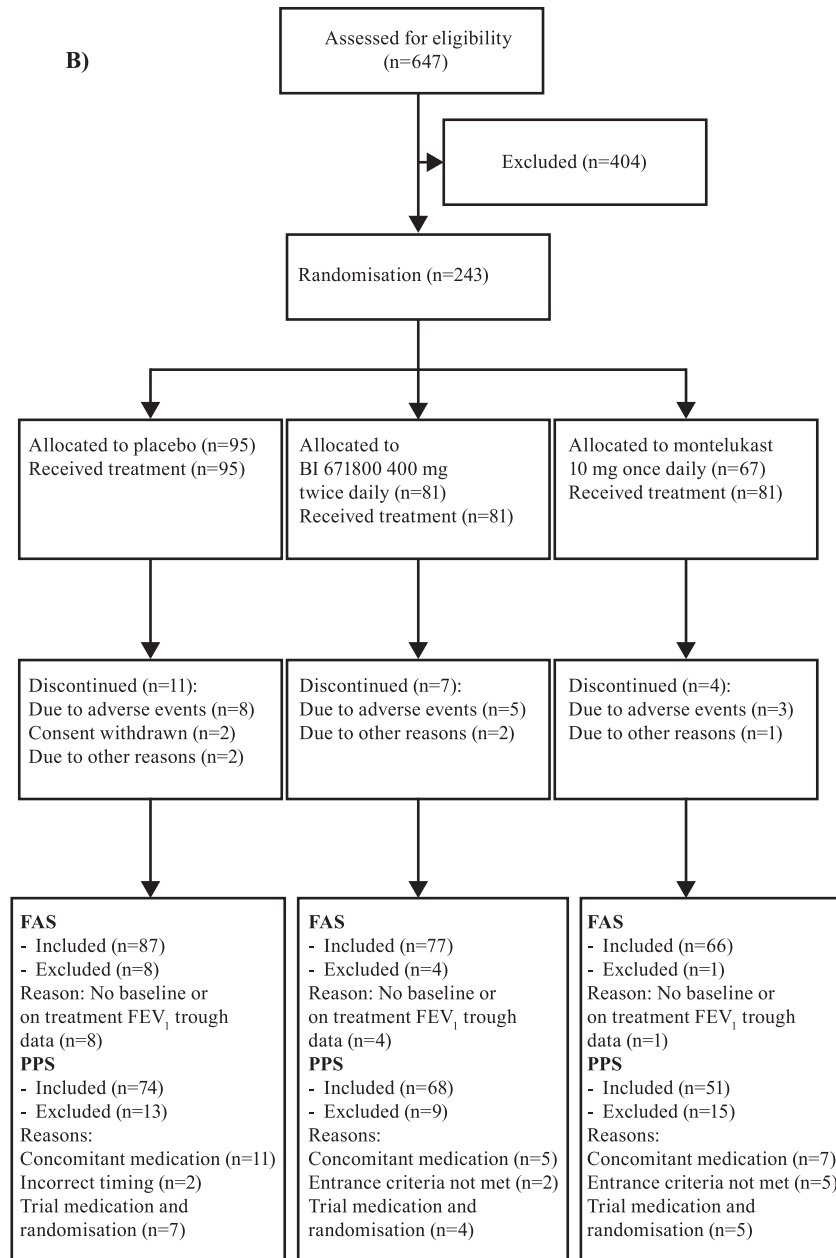 B)
Assessed for eligibility
(n=647)
Excluded (n=404)
Randomisation (n=243)
Allocated to placebo (n=95)
Received treatment (n=95)
Allocated to
BI 671800 400 mg
twice daily (n=81)
Received treatment (n=81)
Allocated to montelukast
10 mg once daily (n=67)
Received treatment (n=81)
Discontinued (n=11):
Due to adverse events (n=8)
Consent withdrawn (n=2)
Due to other reasons (n=2)
Discontinued (n=7):
Due to adverse events (n=5)
Due to other reasons (n=2)
Discontinued (n=4):
Due to adverse events (n=3)
Due to other reasons (n=1)
FAS
- Included (n=87)
- Excluded (n=8)
Reason: No baseline or
on treatment FEV₁ trough
data (n=8)
PPS
- Included (n=74)
- Excluded (n=13)
Reasons:
Concomitant medication (n=11)
Incorrect timing (n=2)
Trial medication and
randomisation (n=7)
FAS
- Included (n=77)
- Excluded (n=4)
Reason: No baseline or
on treatment FEV₁ trough
data (n=4)
PPS
- Included (n=68)
- Excluded (n=9)
Reasons:
Concomitant medication (n=5)
Entrance criteria not met (n=2)
Trial medication and
randomisation (n=4)
FAS
- Included (n=66)
- Excluded (n=1)
Reason: No baseline or
on treatment FEV₁ trough
data (n=1)
PPS
- Included (n=51)
- Excluded (n=15)
Reasons:
Concomitant medication (n=7)
Entrance criteria not met (n=5)
Trial medication and
randomisation (n=5)